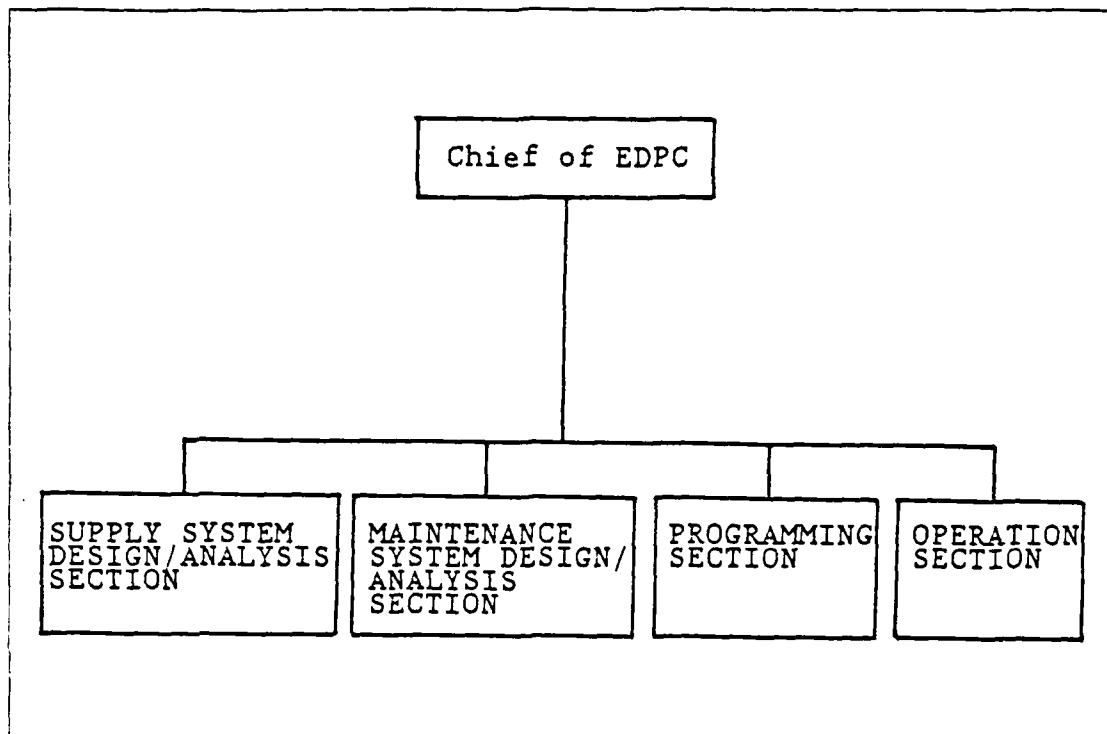 Chief of EDPC
SUPPLY SYSTEM
DESIGN/ANALYSIS
SECTION
MAINTENANCE
SYSTEM DESIGN/
ANALYSIS
SECTION
PROGRAMMING
SECTION
OPERATION
SECTION